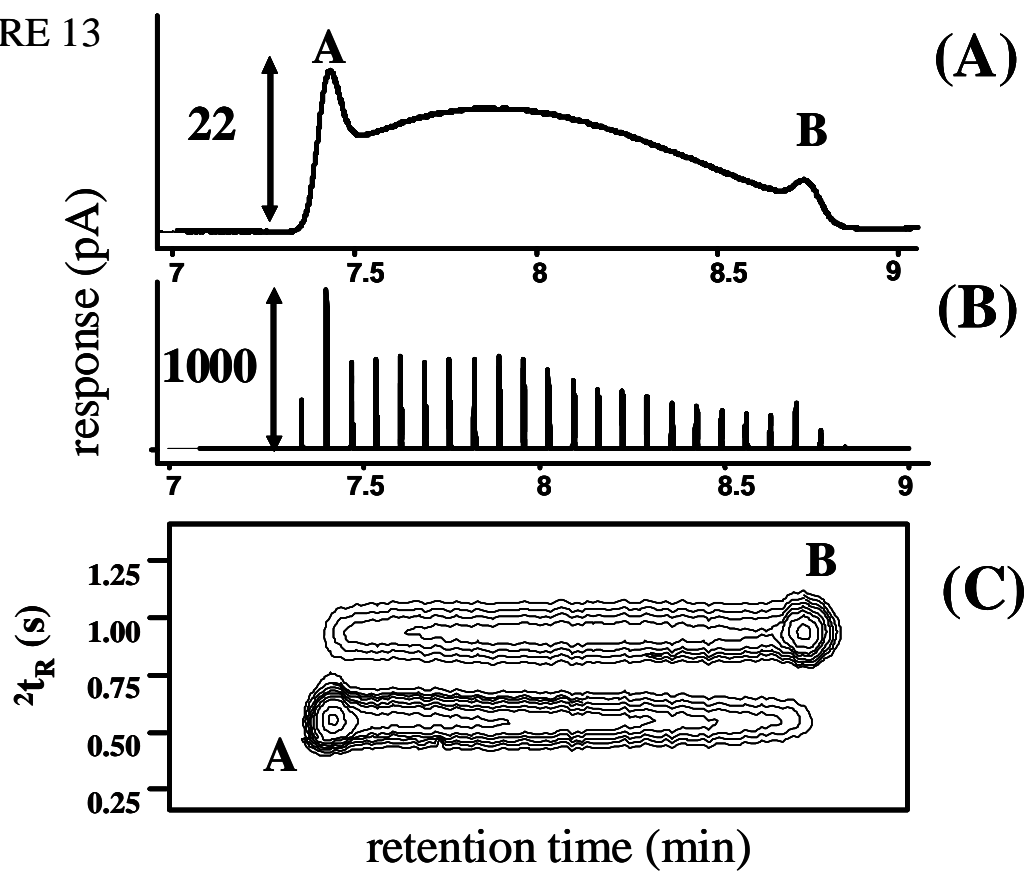 RE 13
(A)
A
22
B
7 7.5 8 8.5 9
response (pA)
(B)
1000
7 7.5 8 8.5 9
(C)
B
1.25
1.00
0.75
0.50
0.25
²tR (s)
A
retention time (min)